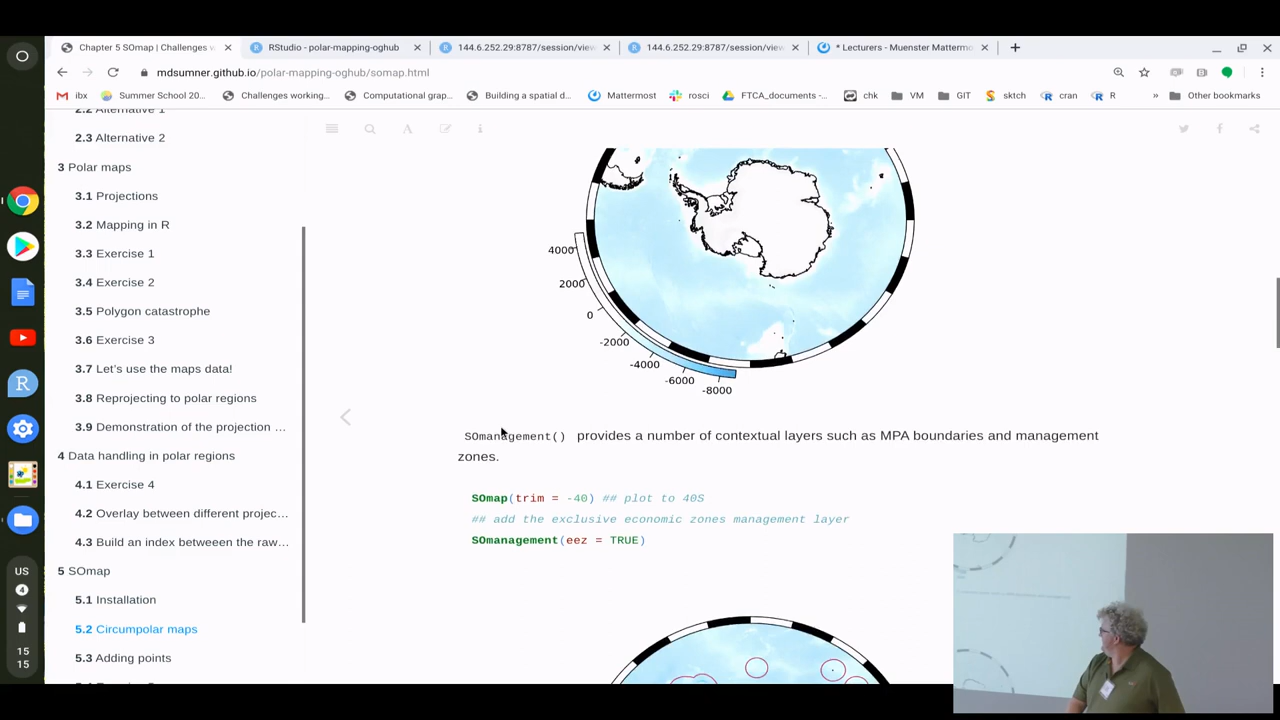 Chapter 5 SOmap | Challenges w
RStudio - polar-mapping-oghub
144.6.252.29:8787/session/view
144.6.252.29:8787/session/view
* Lecturers - Muenster Mattermo
mdsumner.github.io/polar-mapping-oghub/somap.html
ibx
Summer School 20...
Challenges working...
Computational grap...
Building a spatial d...
Mattermost
rosci
FTCA_documents -...
chk
VM
GIT
sktch
cran
R
»
Other bookmarks
2.2 Alternative 1
2.3 Alternative 2
3 Polar maps
3.1 Projections
3.2 Mapping in R
3.3 Exercise 1
3.4 Exercise 2
3.5 Polygon catastrophe
3.6 Exercise 3
3.7 Let's use the maps data!
3.8 Reprojecting to polar regions
3.9 Demonstration of the projection ...
4 Data handling in polar regions
4.1 Exercise 4
4.2 Overlay between different projec...
4.3 Build an index betweeen the raw...
5 SOmap
5.1 Installation
5.2 Circumpolar maps
5.3 Adding points
4000
2000
0
-2000
-4000
-6000
-8000
SOmanagement() provides a number of contextual layers such as MPA boundaries and management
zones.
SOmap(trim = -40) ## plot to 40S
## add the exclusive economic zones management layer
SOmanagement(eez = TRUE)
US
4
15
15